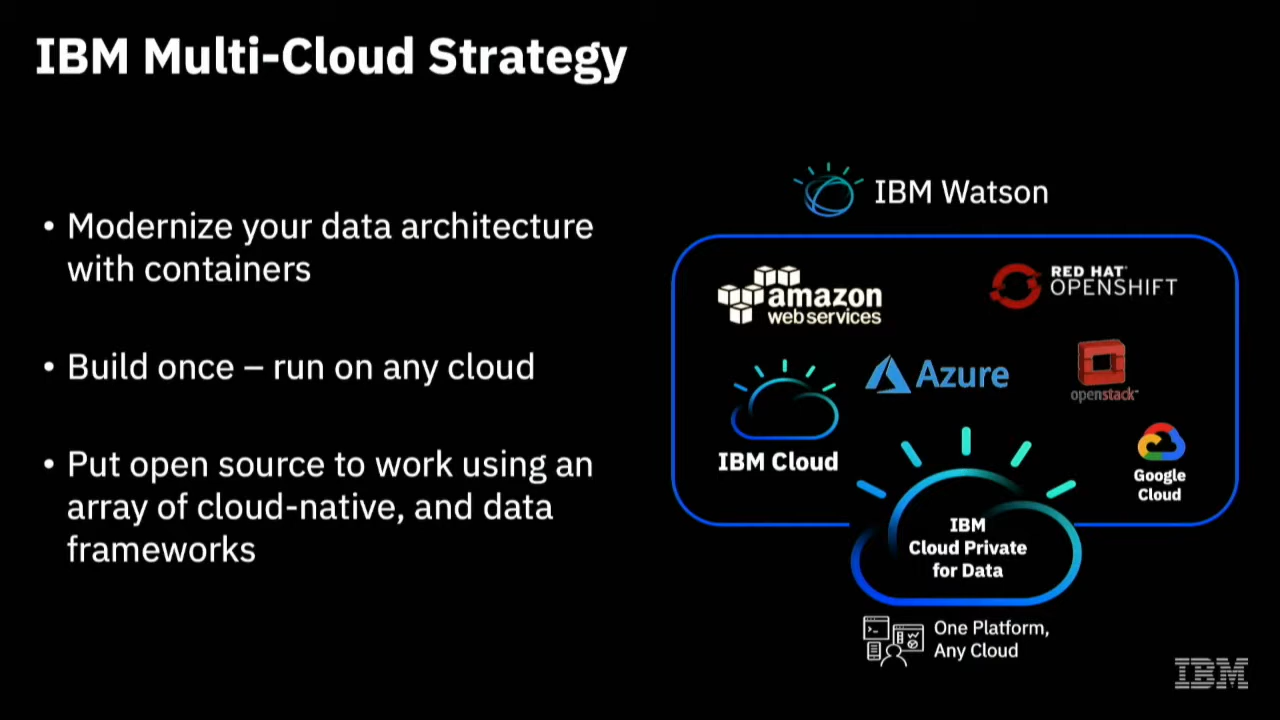 IBM Multi-Cloud Strategy
• Modernize your data architecture
with containers
• Build once – run on any cloud
• Put open source to work using an
array of cloud-native, and data
frameworks
IBM Watson
amazon
web services
RED HAT®
OPENSHIFT
Azure
openstack™
IBM Cloud
Google
Cloud
IBM
Cloud Private
for Data
One Platform,
Any Cloud
IBM